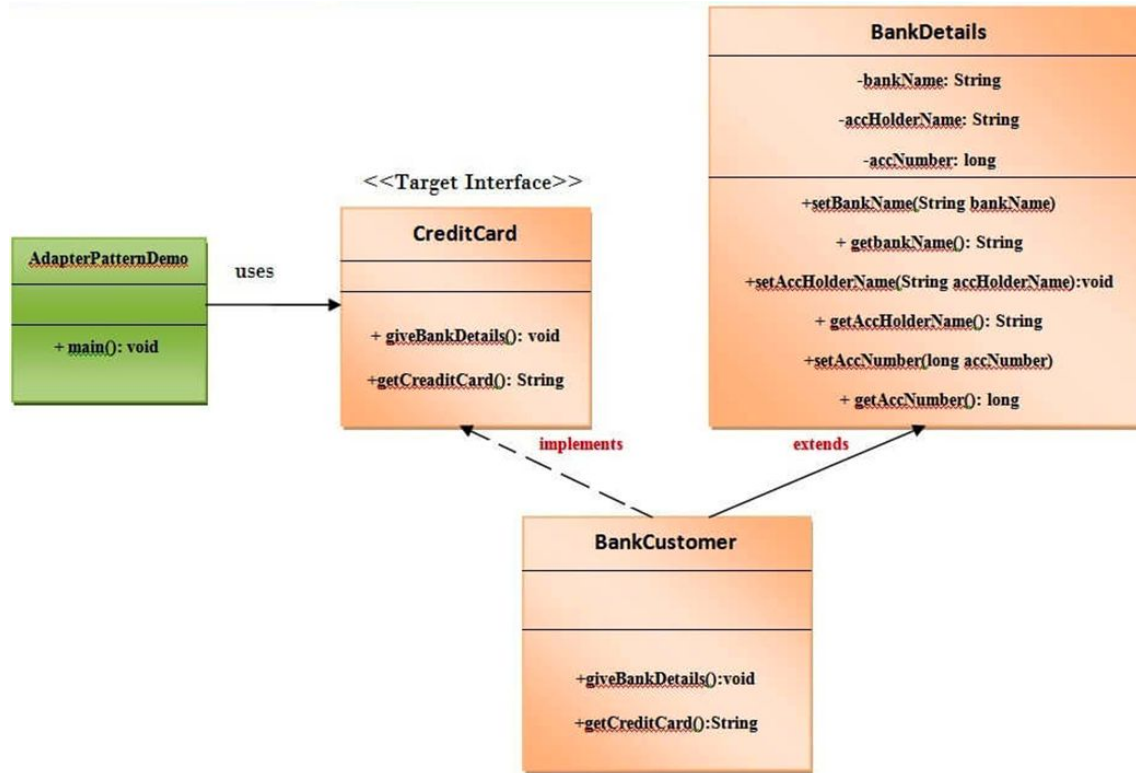 BankDetails
-bankName: String
-accHolderName: String
-accNumber: long
+setBankName(String bankName)
+ getbankName(): String
+setAccHolderName(String accHolderName):void
+ getAccHolderName(): String
+setAccNumber(long accNumber)
+ getAccNumber(): long
<<Target Interface>>
CreditCard
+ giveBankDetails(): void
+getCreaditCard(): String
AdapterPatternDemo
+ main(): void
uses
implements
extends
BankCustomer
+giveBankDetails():void
+getCreditCard():String